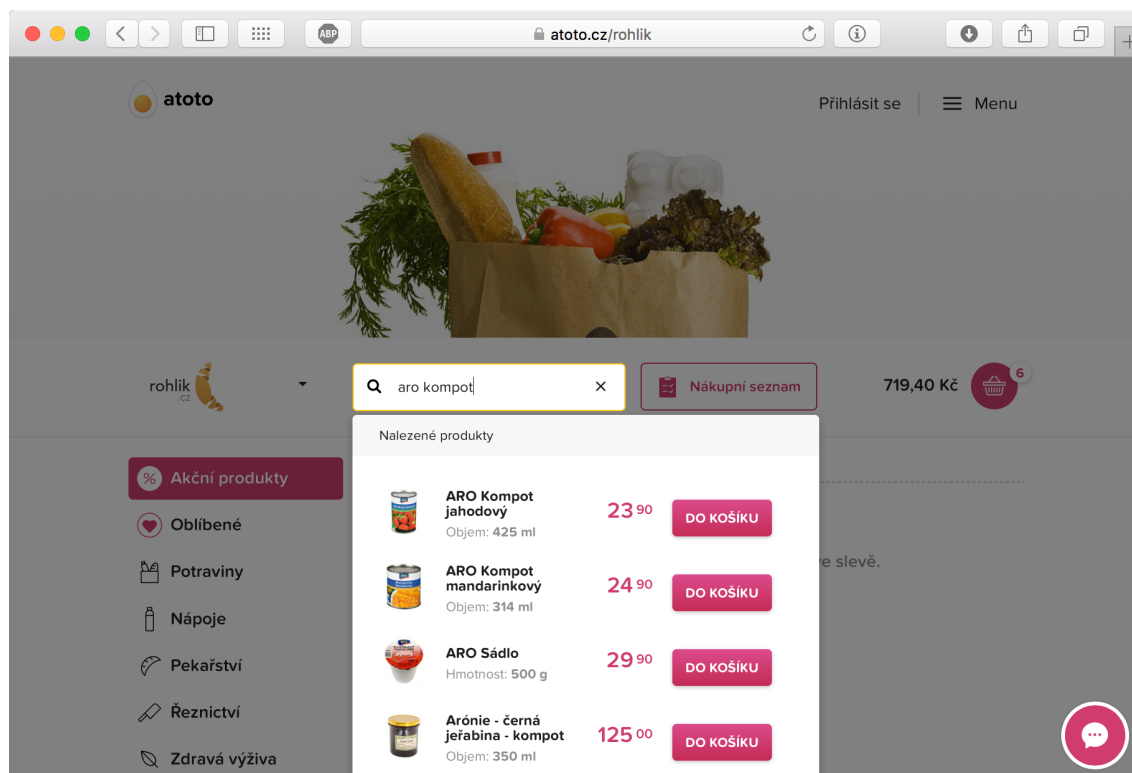 ABP
atoto.cz/rohlik
atoto
Přihlásit se
Menu
rohlik
.cz
aro kompot
Nákupní seznam
719,40 Kč
6
Nalezené produkty
Akční produkty
Oblíbené
Potraviny
Nápoje
Pekařství
Řeznictví
Zdravá výživa
ARO Kompot
jahodový
Objem: 425 ml
23 90
DO KOŠÍKU
ARO Kompot
mandarinkový
Objem: 314 ml
24 90
DO KOŠÍKU
ARO Sádlo
Hmotnost: 500 g
29 90
DO KOŠÍKU
Arónie - černá
jeřabina - kompot
Objem: 350 ml
125 00
DO KOŠÍKU
ve slevě.